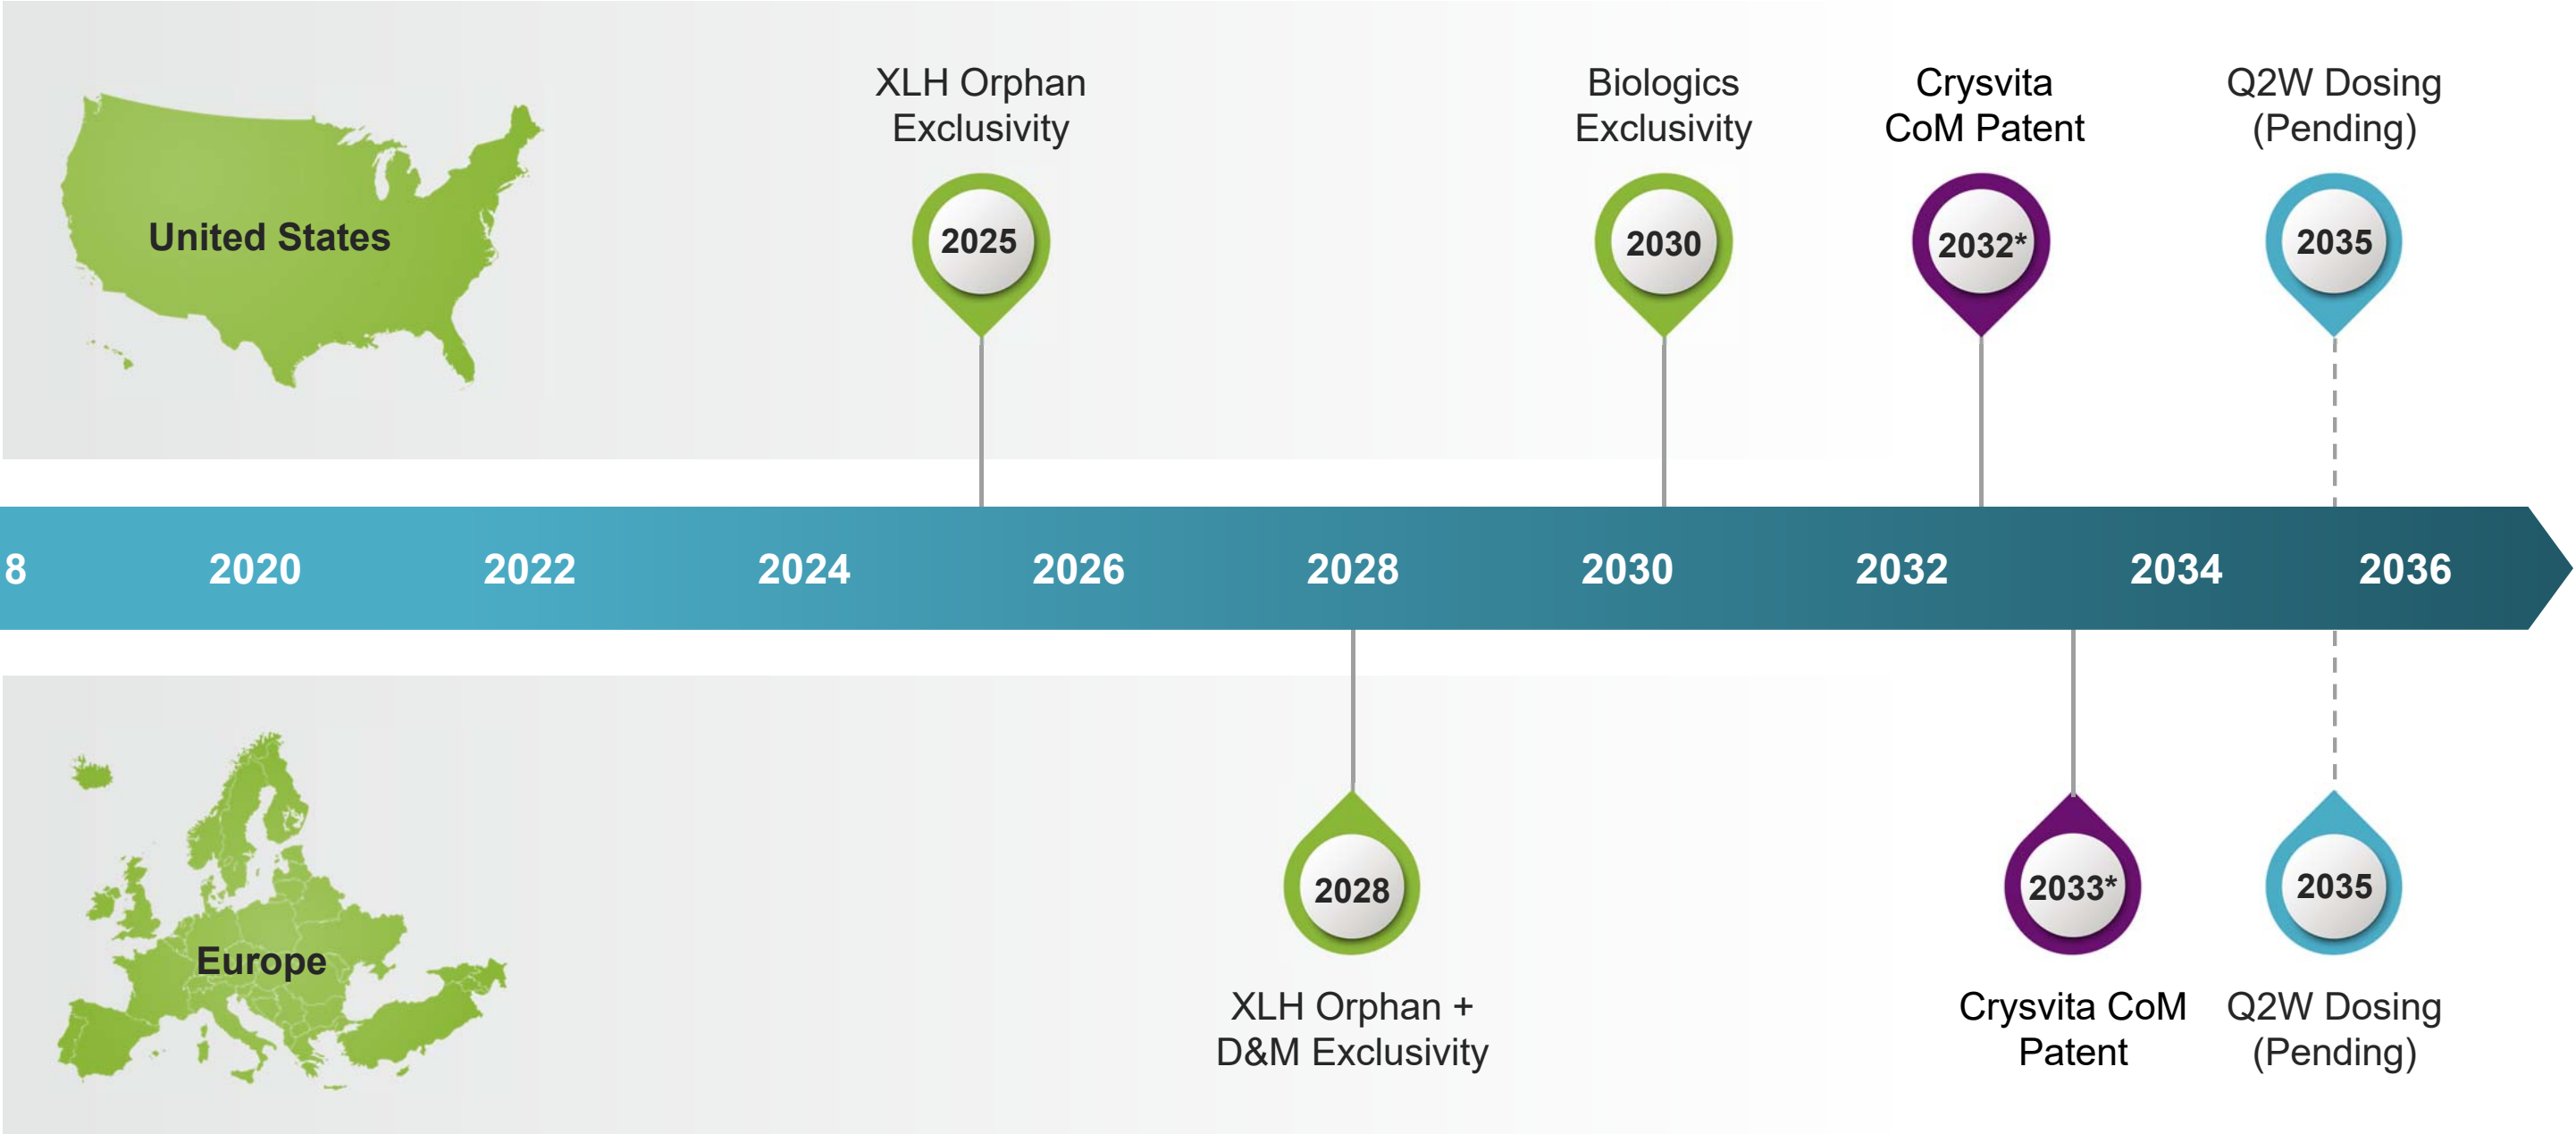 XLH Orphan
Exclusivity
Biologics
Exclusivity
Crysvita
CoM Patent
Q2W Dosing
(Pending)
United States
2025
2030
2032*
2035
8 2020 2022 2024 2026 2028 2030 2032 2034 2036
Europe
2028
2033*
2035
XLH Orphan +
D&M Exclusivity
Crysvita CoM
Patent
Q2W Dosing
(Pending)